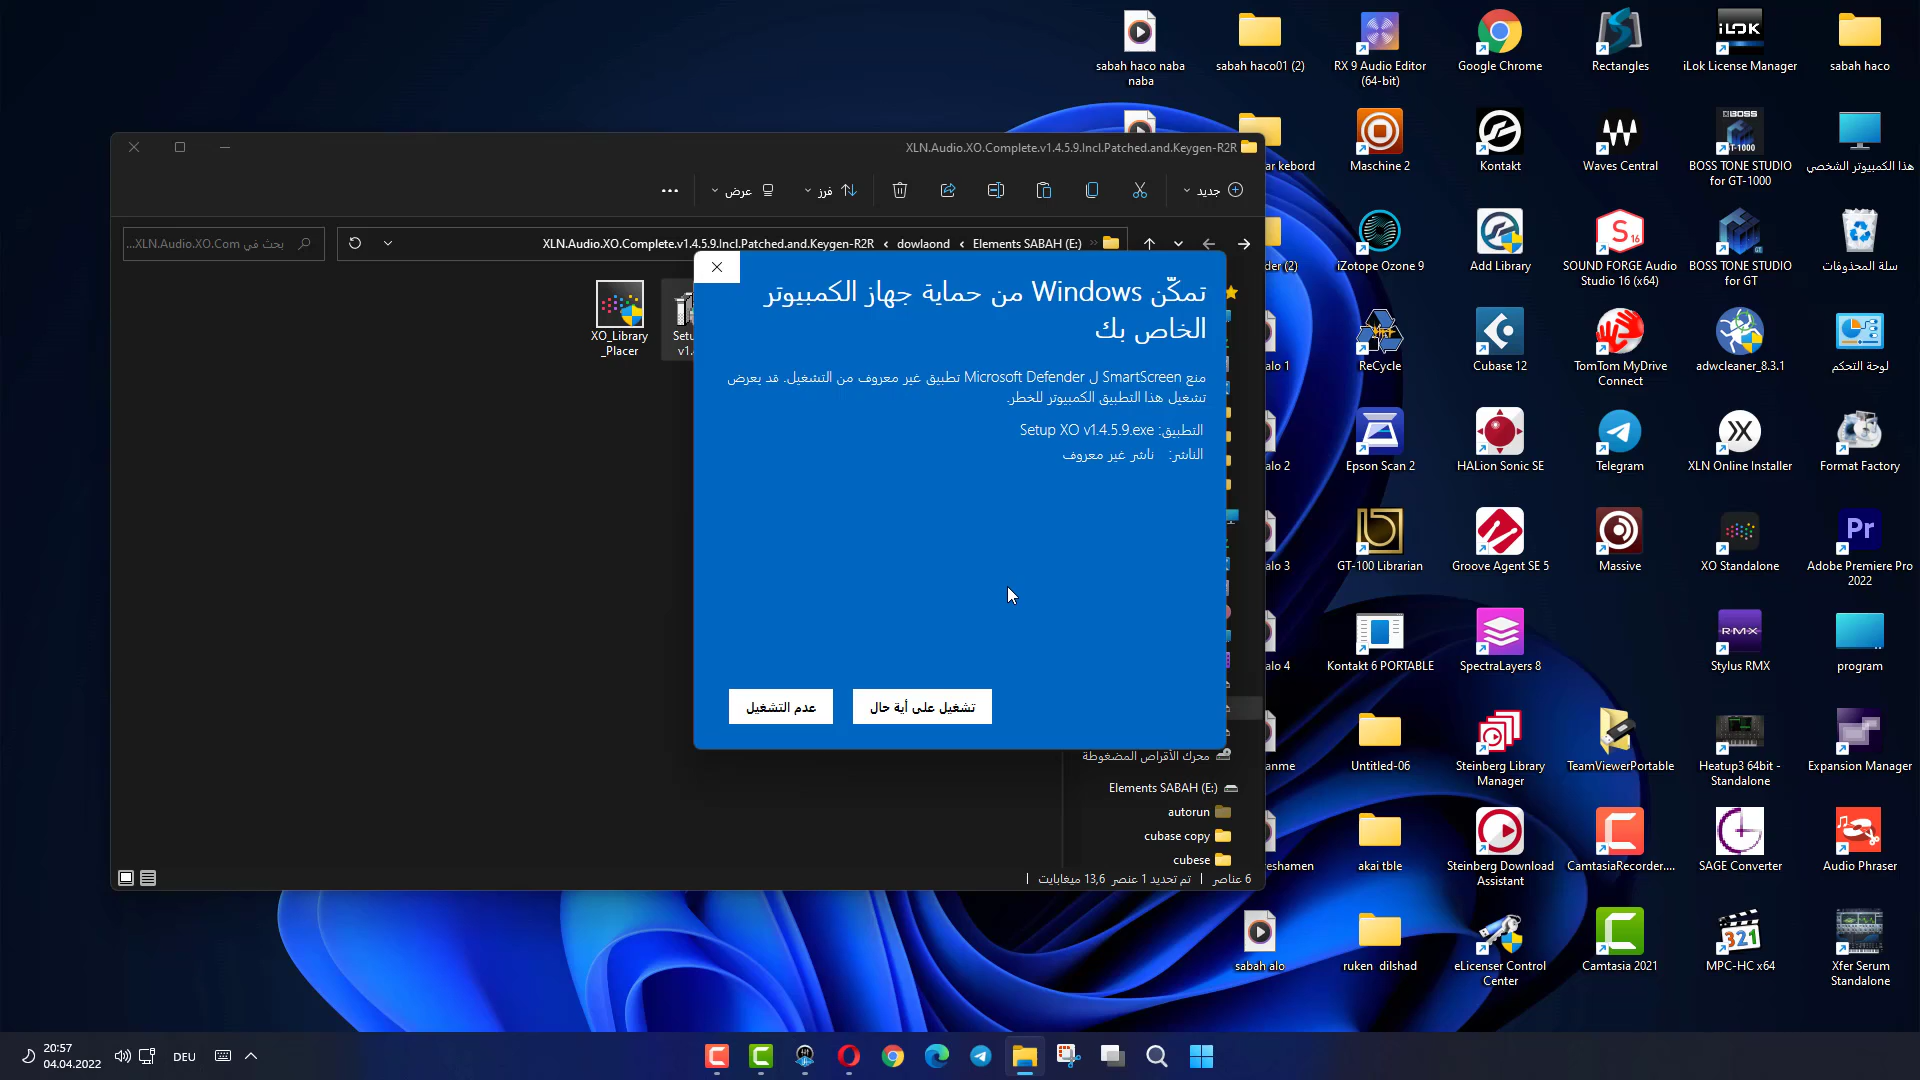 sabah haco naba
naba
sabah haco01 (2)
RX 9 Audio Editor
(64-bit)
Google Chrome
Rectangles
iLok License Manager
sabah haco
XLN.Audio.XO.Complete.v1.4.5.9.Incl.Patched.and.Keygen-R2R
جديد
فرز
عرض
XLN.Audio.XO.Complete.v1.4.5.9.Incl.Patched.and.Keygen-R2R
dowlaond
Elements SABAH (E:)
بحث في XLN.Audio.XO.Com...
XO_Library
_Placer
تمكّن Windows من حماية جهاز الكمبيوتر
الخاص بك
منع SmartScreen ل Microsoft Defender تطبيق غير معروف من التشغيل. قد يعرض
تشغيل هذا التطبيق الكمبيوتر للخطر.
التطبيق: Setup XO v1.4.5.9.exe
الناشر: ناشر غير معروف
تشغيل على أية حال
عدم التشغيل
محرك الأقراص المضغوطة
Elements SABAH (E:)
autorun
cubase copy
cubese
6 عناصر
تم تحديد 1 عنصر 13,6 ميغابايت
Maschine 2
Kontakt
Waves Central
BOSS TONE STUDIO
for GT-1000
هذا الكمبيوتر الشخصي
iZotope Ozone 9
Add Library
SOUND FORGE Audio
Studio 16 (x64)
BOSS TONE STUDIO
for GT
سلة المحذوفات
ReCycle
Cubase 12
TomTom MyDrive
Connect
adwcleaner_8.3.1
لوحة التحكم
Epson Scan 2
HALion Sonic SE
Telegram
XLN Online Installer
Format Factory
GT-100 Librarian
Groove Agent SE 5
Massive
XO Standalone
Adobe Premiere Pro
2022
Kontakt 6 PORTABLE
SpectraLayers 8
Stylus RMX
program
Untitled-06
Steinberg Library
Manager
TeamViewerPortable
Heatup3 64bit -
Standalone
Expansion Manager
akai tble
Steinberg Download
Assistant
CamtasiaRecorder....
SAGE Converter
Audio Phraser
sabah alo
ruken dilshad
eLicenser Control
Center
Camtasia 2021
MPC-HC x64
Xfer Serum
Standalone
20:57
04.04.2022
DEU